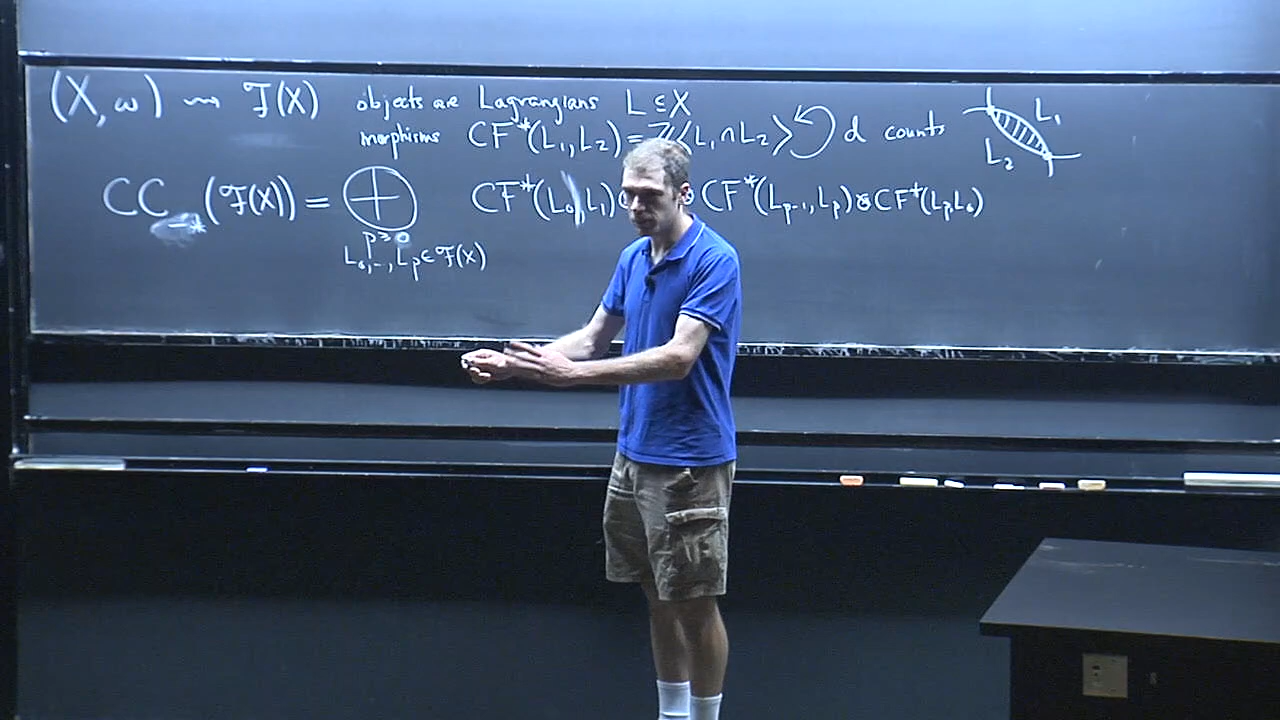 (X, ω) ⇝ ℱ(X) objects are Lagrangians L ⊆ X
morphisms CF*(L₁, L₂) = ℤ⟨L₁ ∩ L₂⟩ d counts L₁ L₂
CC₋* (ℱ(X)) = ⊕ CF*(L₀, L₁) ⊗ CF*(Lₚ₋₁, Lₚ) ⊗ CF*(Lₚ L₀)
p ≥ 0
L₀, ‐‐, Lₚ ∈ ℱ(X)